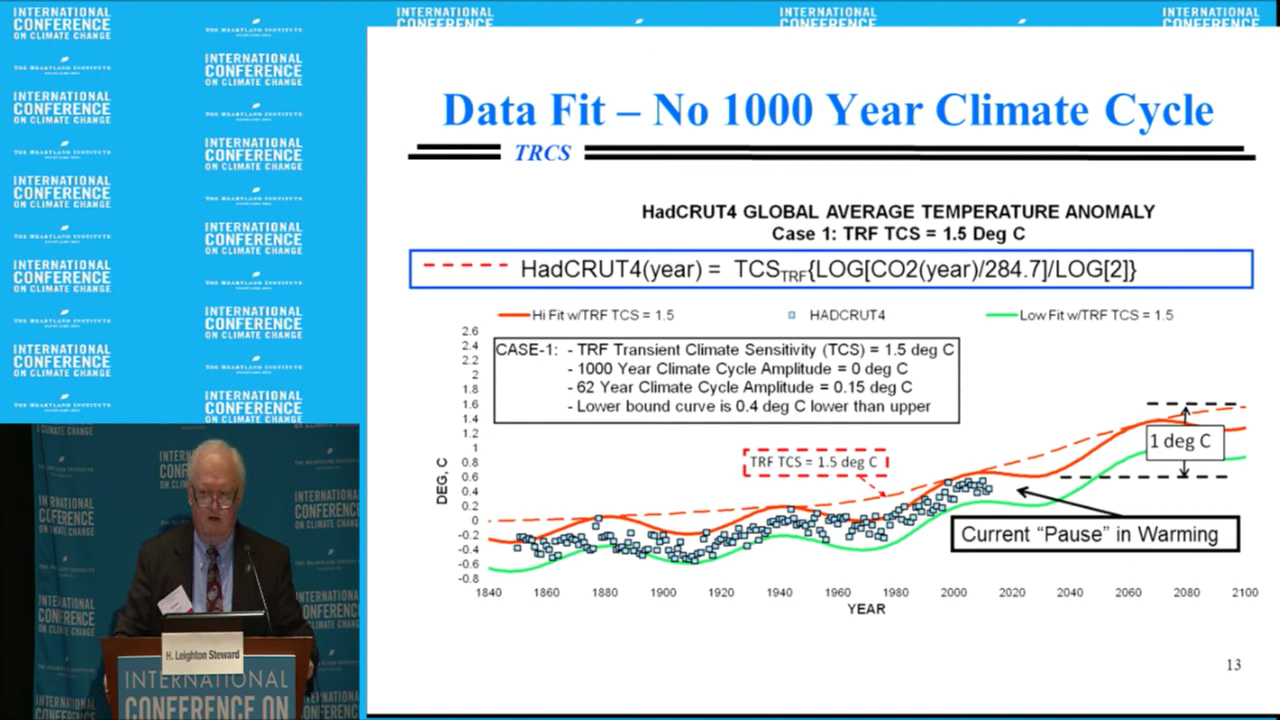 INTERNATIONAL
CONFERENCE
ON CLIMATE CHANGE
THE HEARTLAND INSTITUTE
Data Fit – No 1000 Year Climate Cycle
TRCS
HadCRUT4 GLOBAL AVERAGE TEMPERATURE ANOMALY
Case 1: TRF TCS = 1.5 Deg C
HadCRUT4(year) = TCSTRF{LOG[CO2(year)/284.7]/LOG[2]}
Hi Fit w/TRF TCS = 1.5 HADCRUT4 Low Fit w/TRF TCS = 1.5
CASE-1: - TRF Transient Climate Sensitivity (TCS) = 1.5 deg C
- 1000 Year Climate Cycle Amplitude = 0 deg C
- 62 Year Climate Cycle Amplitude = 0.15 deg C
- Lower bound curve is 0.4 deg C lower than upper
DEG, C
2.6
2.4
2.2
2
1.8
1.6
1.4
1.2
1
0.8
0.6
0.4
0.2
0
-0.2
-0.4
-0.6
-0.8
TRF TCS = 1.5 deg C
1 deg C
Current “Pause” in Warming
1840 1860 1880 1900 1920 1940 1960 1980 2000 2020 2040 2060 2080 2100
YEAR
13
H. Leighton Steward
INTERNATIONAL
CONFERENCE ON